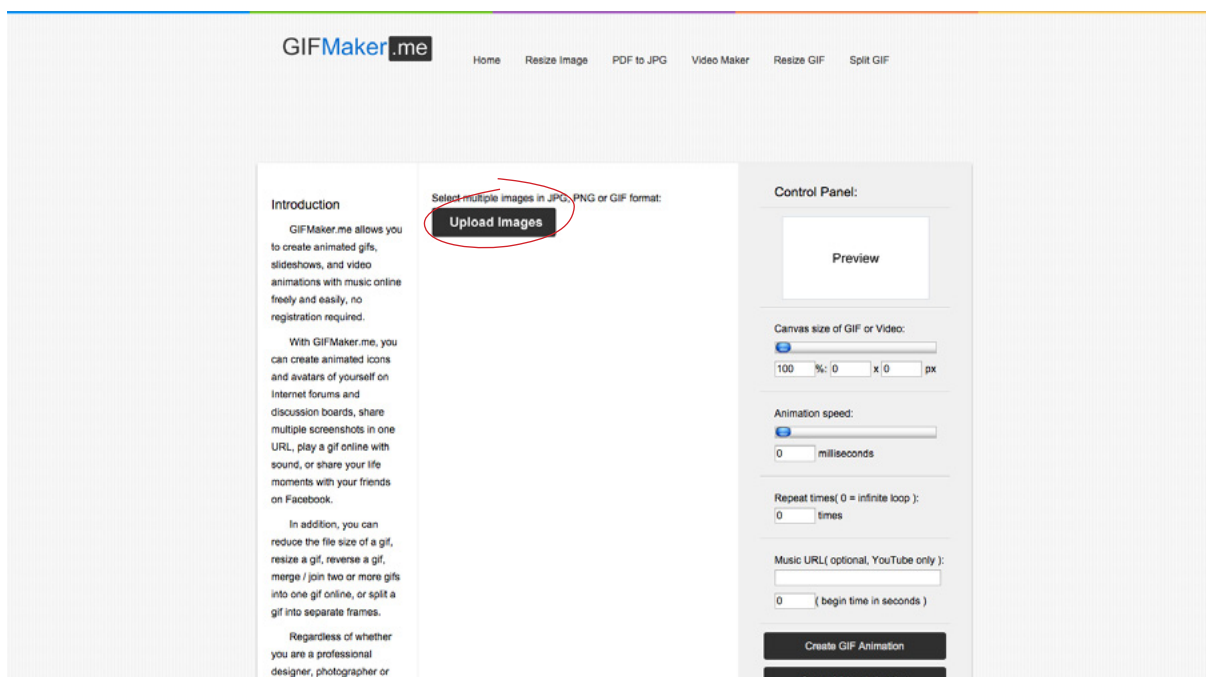 GIFMaker.me
Home Resize Image PDF to JPG Video Maker Resize GIF Split GIF
Introduction
GIFMaker.me allows you
to create animated gifs,
slideshows, and video
animations with music online
freely and easily, no
registration required.
With GIFMaker.me, you
can create animated icons
and avatars of yourself on
Internet forums and
discussion boards, share
multiple screenshots in one
URL, play a gif online with
sound, or share your life
moments with your friends
on Facebook.
In addition, you can
reduce the file size of a gif,
resize a gif, reverse a gif,
merge / join two or more gifs
into one gif online, or split a
gif into separate frames.
Regardless of whether
you are a professional
designer, photographer or
Select multiple images in JPG, PNG or GIF format:
Upload Images
Control Panel:
Preview
Canvas size of GIF or Video:
100 %: 0 x 0 px
Animation speed:
0 milliseconds
Repeat times( 0 = infinite loop ):
0 times
Music URL( optional, YouTube only ):
0 ( begin time in seconds )
Create GIF Animation